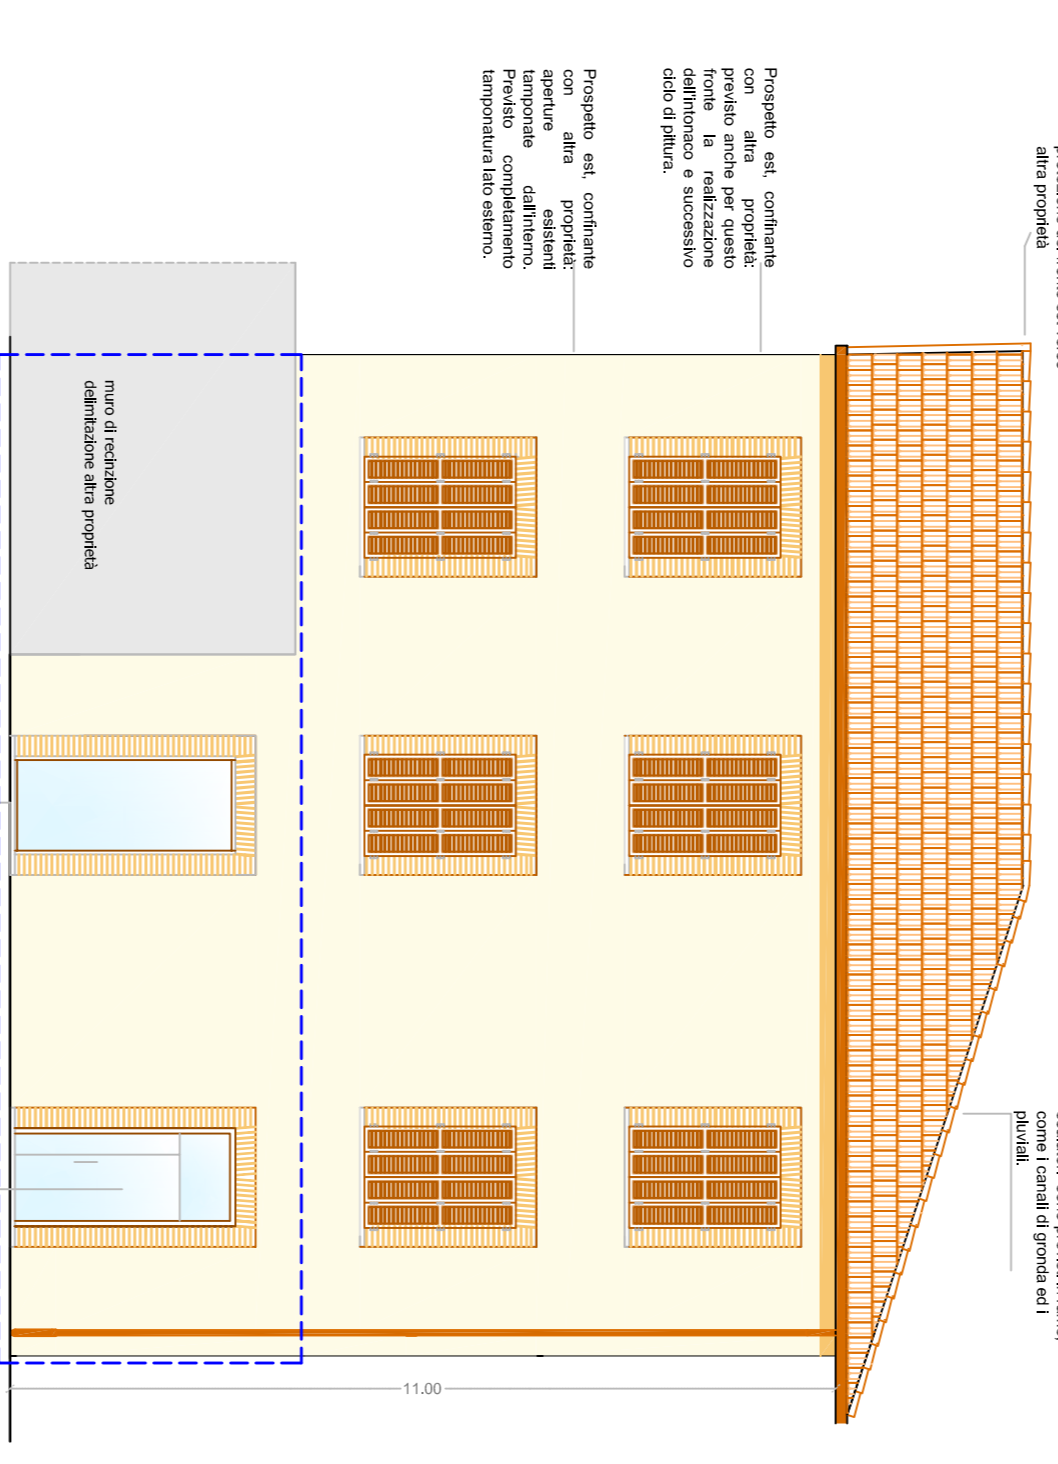 altra proprietà
Prospetto est, confinante
con altra proprietà:
previsto anche per questo
fronte la realizzazione
dell'intonaco e successivo
ciclo di pittura.
Prospetto est, confinante
con altra proprietà:
aperture esistenti
tamponate dall'interno.
Previsto completamento
tamponatura lato esterno.
muro di recinzione
delimitazione altra proprietà
come i canali di gronda ed i
pluviali.
11.00